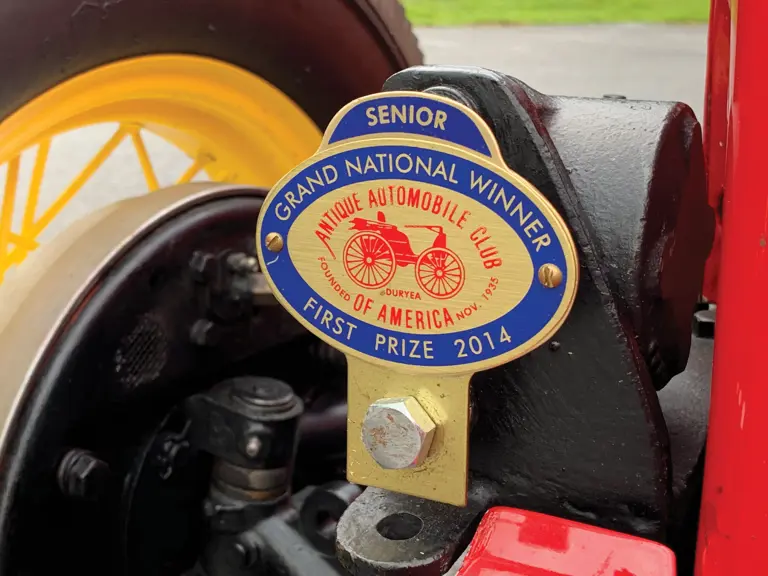 SENIOR
GRAND NATIONAL WINNER
ANTIQUE AUTOMOBILE CLUB
OF AMERICA
FOUNDED NOV. 1935
DURYEA
FIRST PRIZE 2014